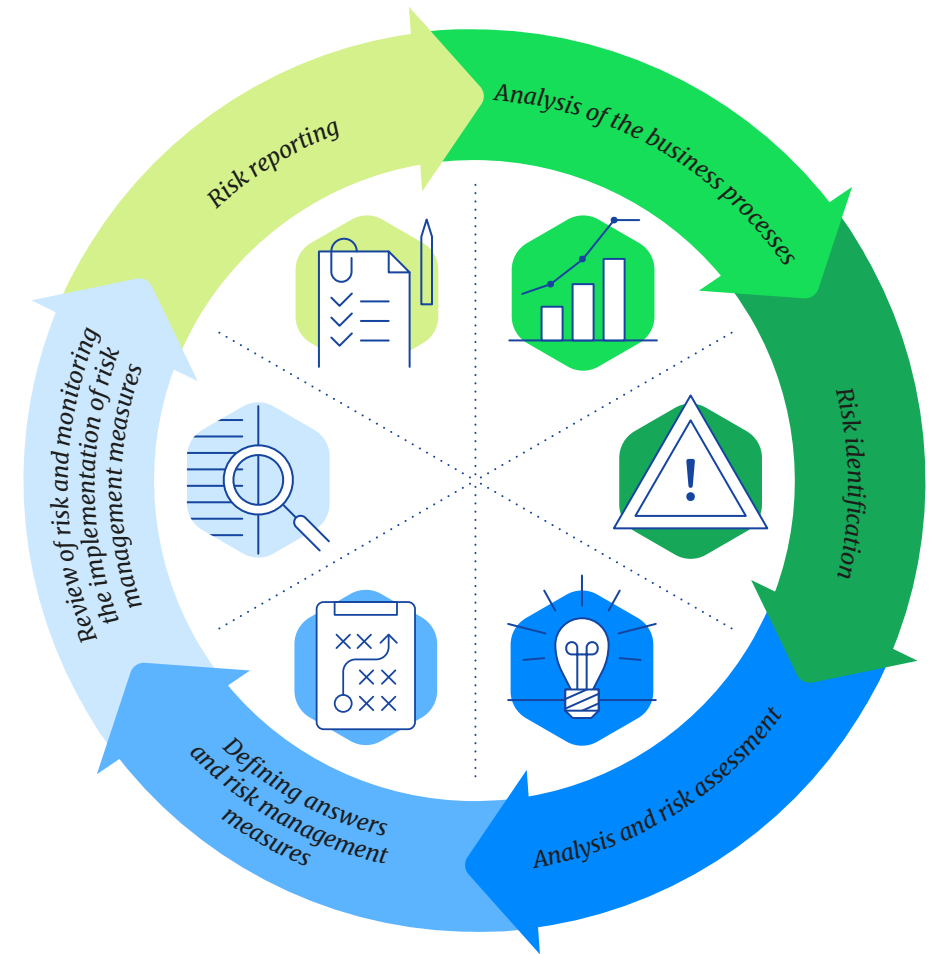 Analysis of the business processes
Risk identification
Analysis and risk assessment
Defining answers
and risk management
measures
Review of risk and monitoring
the implementation of risk
management measures
Risk reporting
!